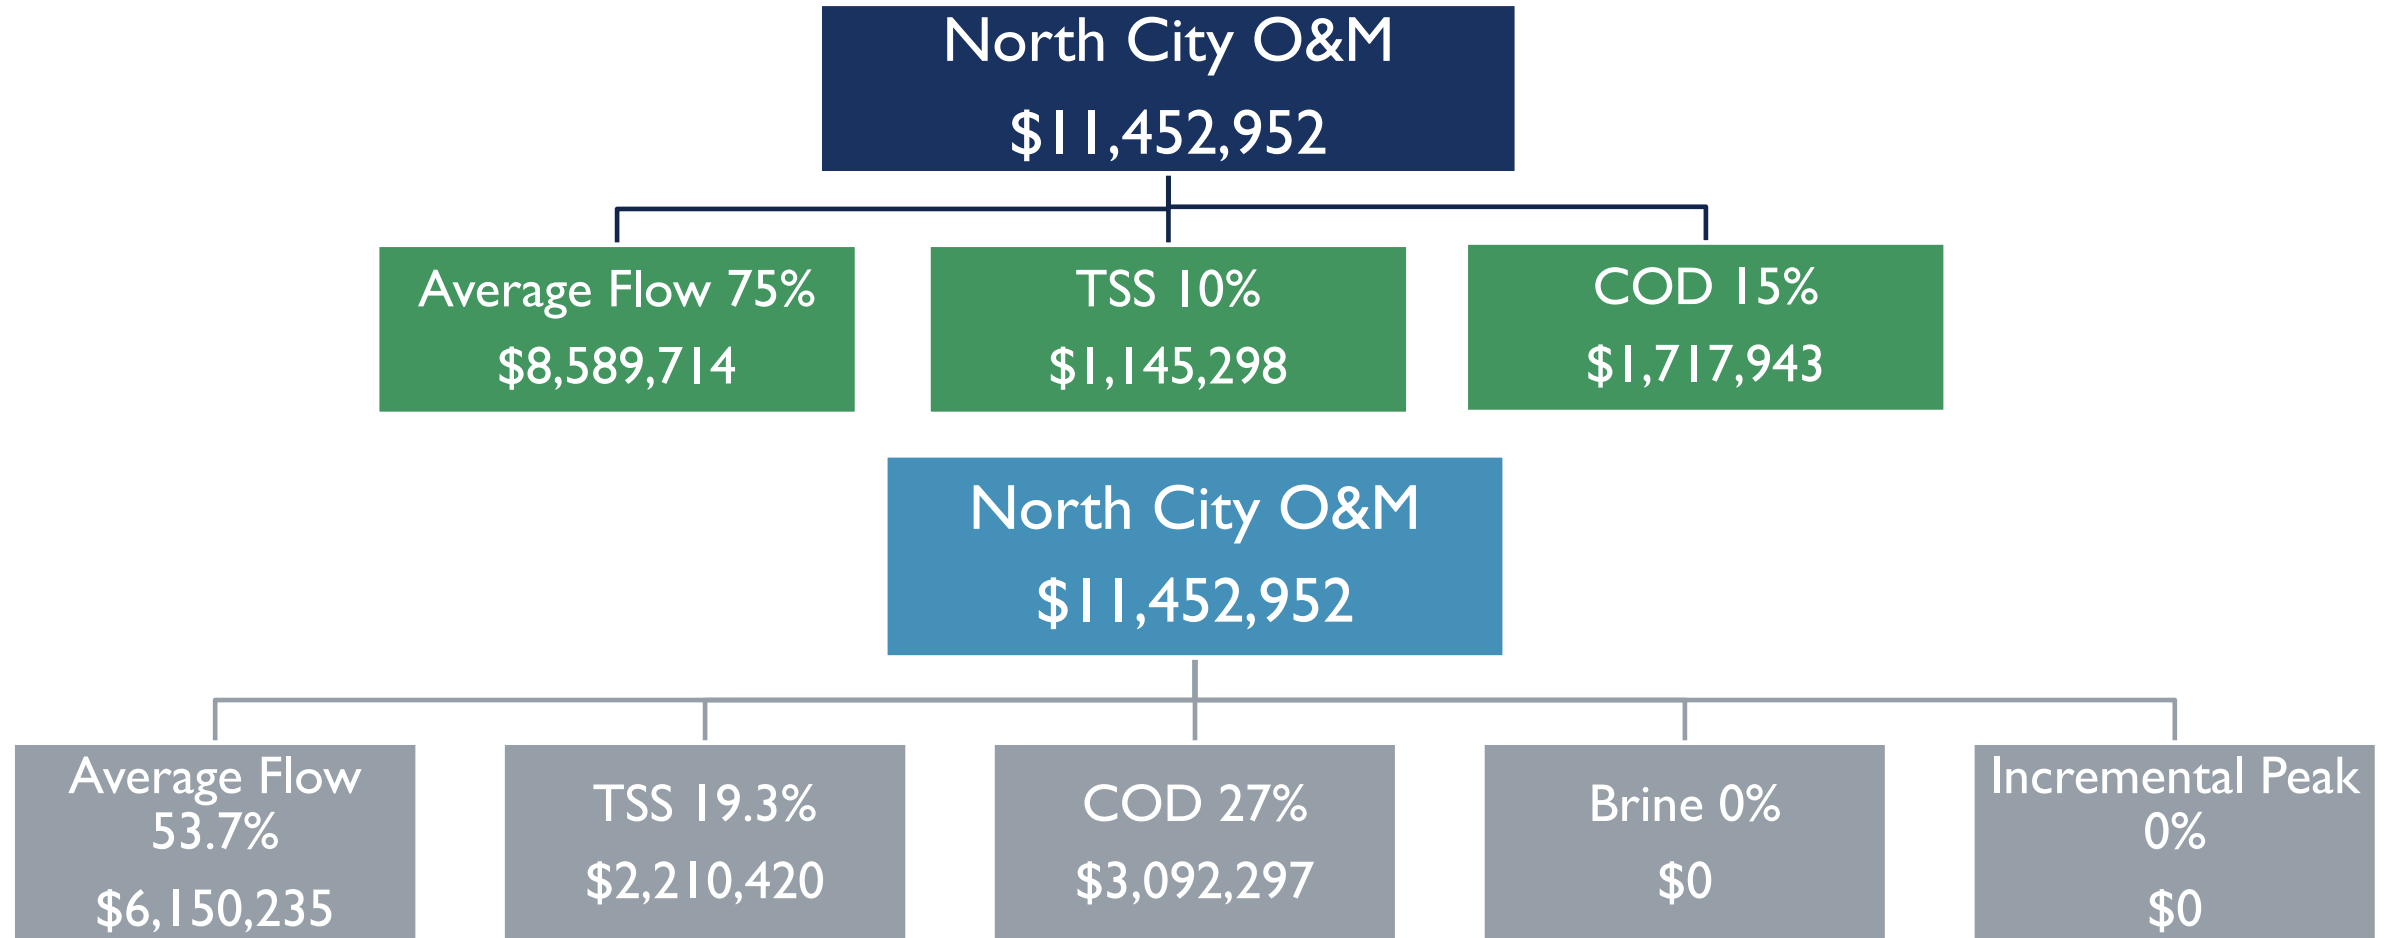 North City O&M
$11,452,952
Average Flow 75%
$8,589,714
TSS 10%
$1,145,298
COD 15%
$1,717,943
North City O&M
$11,452,952
Average Flow
53.7%
$6,150,235
TSS 19.3%
$2,210,420
COD 27%
$3,092,297
Brine 0%
$0
Incremental Peak
0%
$0